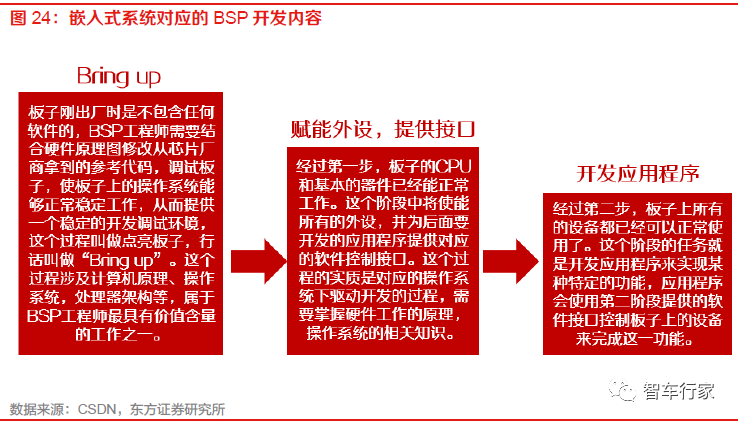 图 24：嵌入式系统对应的 BSP 开发内容
Bring up
板子刚出厂时是不包含任何
软件的，BSP工程师需要结
合硬件原理图修改从芯片厂
商拿到的参考代码，调试板
子，使板子上的操作系统能
够正常稳定工作，从而提供
一个稳定的开发调试环境，
这个过程叫做点亮板子，行
话叫做“Bring up”。这个
过程涉及计算机原理、操作
系统，处理器架构等，属于
BSP工程师最具有价值含量
的工作之一。
赋能外设，提供接口
经过第一步，板子的CPU
和基本的器件已经能正常
工作。这个阶段中将使能
所有的外设，并为后面要
开发的应用程序提供对应
的软件控制接口。这个过
程的实质是对应的操作系统
下驱动开发的过程，需
要掌握硬件工作的原理，
操作系统的相关知识。
开发应用程序
经过第二步，板子上所有
的设备都已经可以正常使
用了。这个阶段的任务就
是开发应用程序来实现某
种特定的功能，应用程序
会使用第二阶段提供的软
件接口控制板子上的设备
来完成这一功能。
智车行家
数据来源：CSDN，东方证券研究所